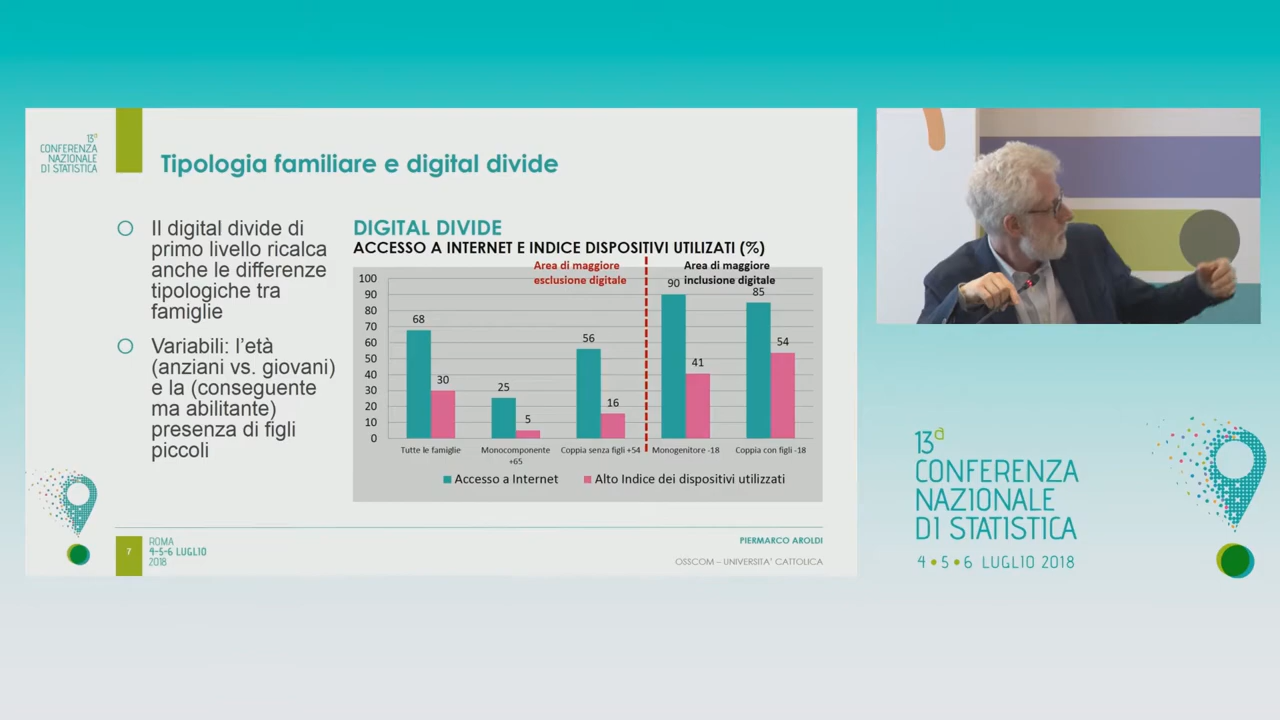 13ª
CONFERENZA
NAZIONALE
DI STATISTICA
Tipologia familiare e digital divide
Il digital divide di
primo livello ricalca
anche le differenze
tipologiche tra
famiglie
Variabili: l'età
(anziani vs. giovani)
e la (conseguente
ma abilitante)
presenza di figli
piccoli
DIGITAL DIVIDE
ACCESSO A INTERNET E INDICE DISPOSITIVI UTILIZZATI (%)
Area di maggiore
esclusione digitale
Area di maggiore
inclusione digitale
100
90
80
70
60
50
40
30
20
10
0
68
30
25
5
56
16
90
41
85
54
Tutte le famiglie
Monocomponente
+65
Coppia senza figli +54
Monogenitore -18
Coppia con figli -18
Accesso a Internet
Alto Indice dei dispositivi utilizzati
7
ROMA
4-5-6 LUGLIO
2018
PIERMARCO AROLDI
OSSCOM – UNIVERSITA' CATTOLICA
13ª
CONFERENZA
NAZIONALE
DI STATISTICA
4 • 5 • 6 LUGLIO 2018